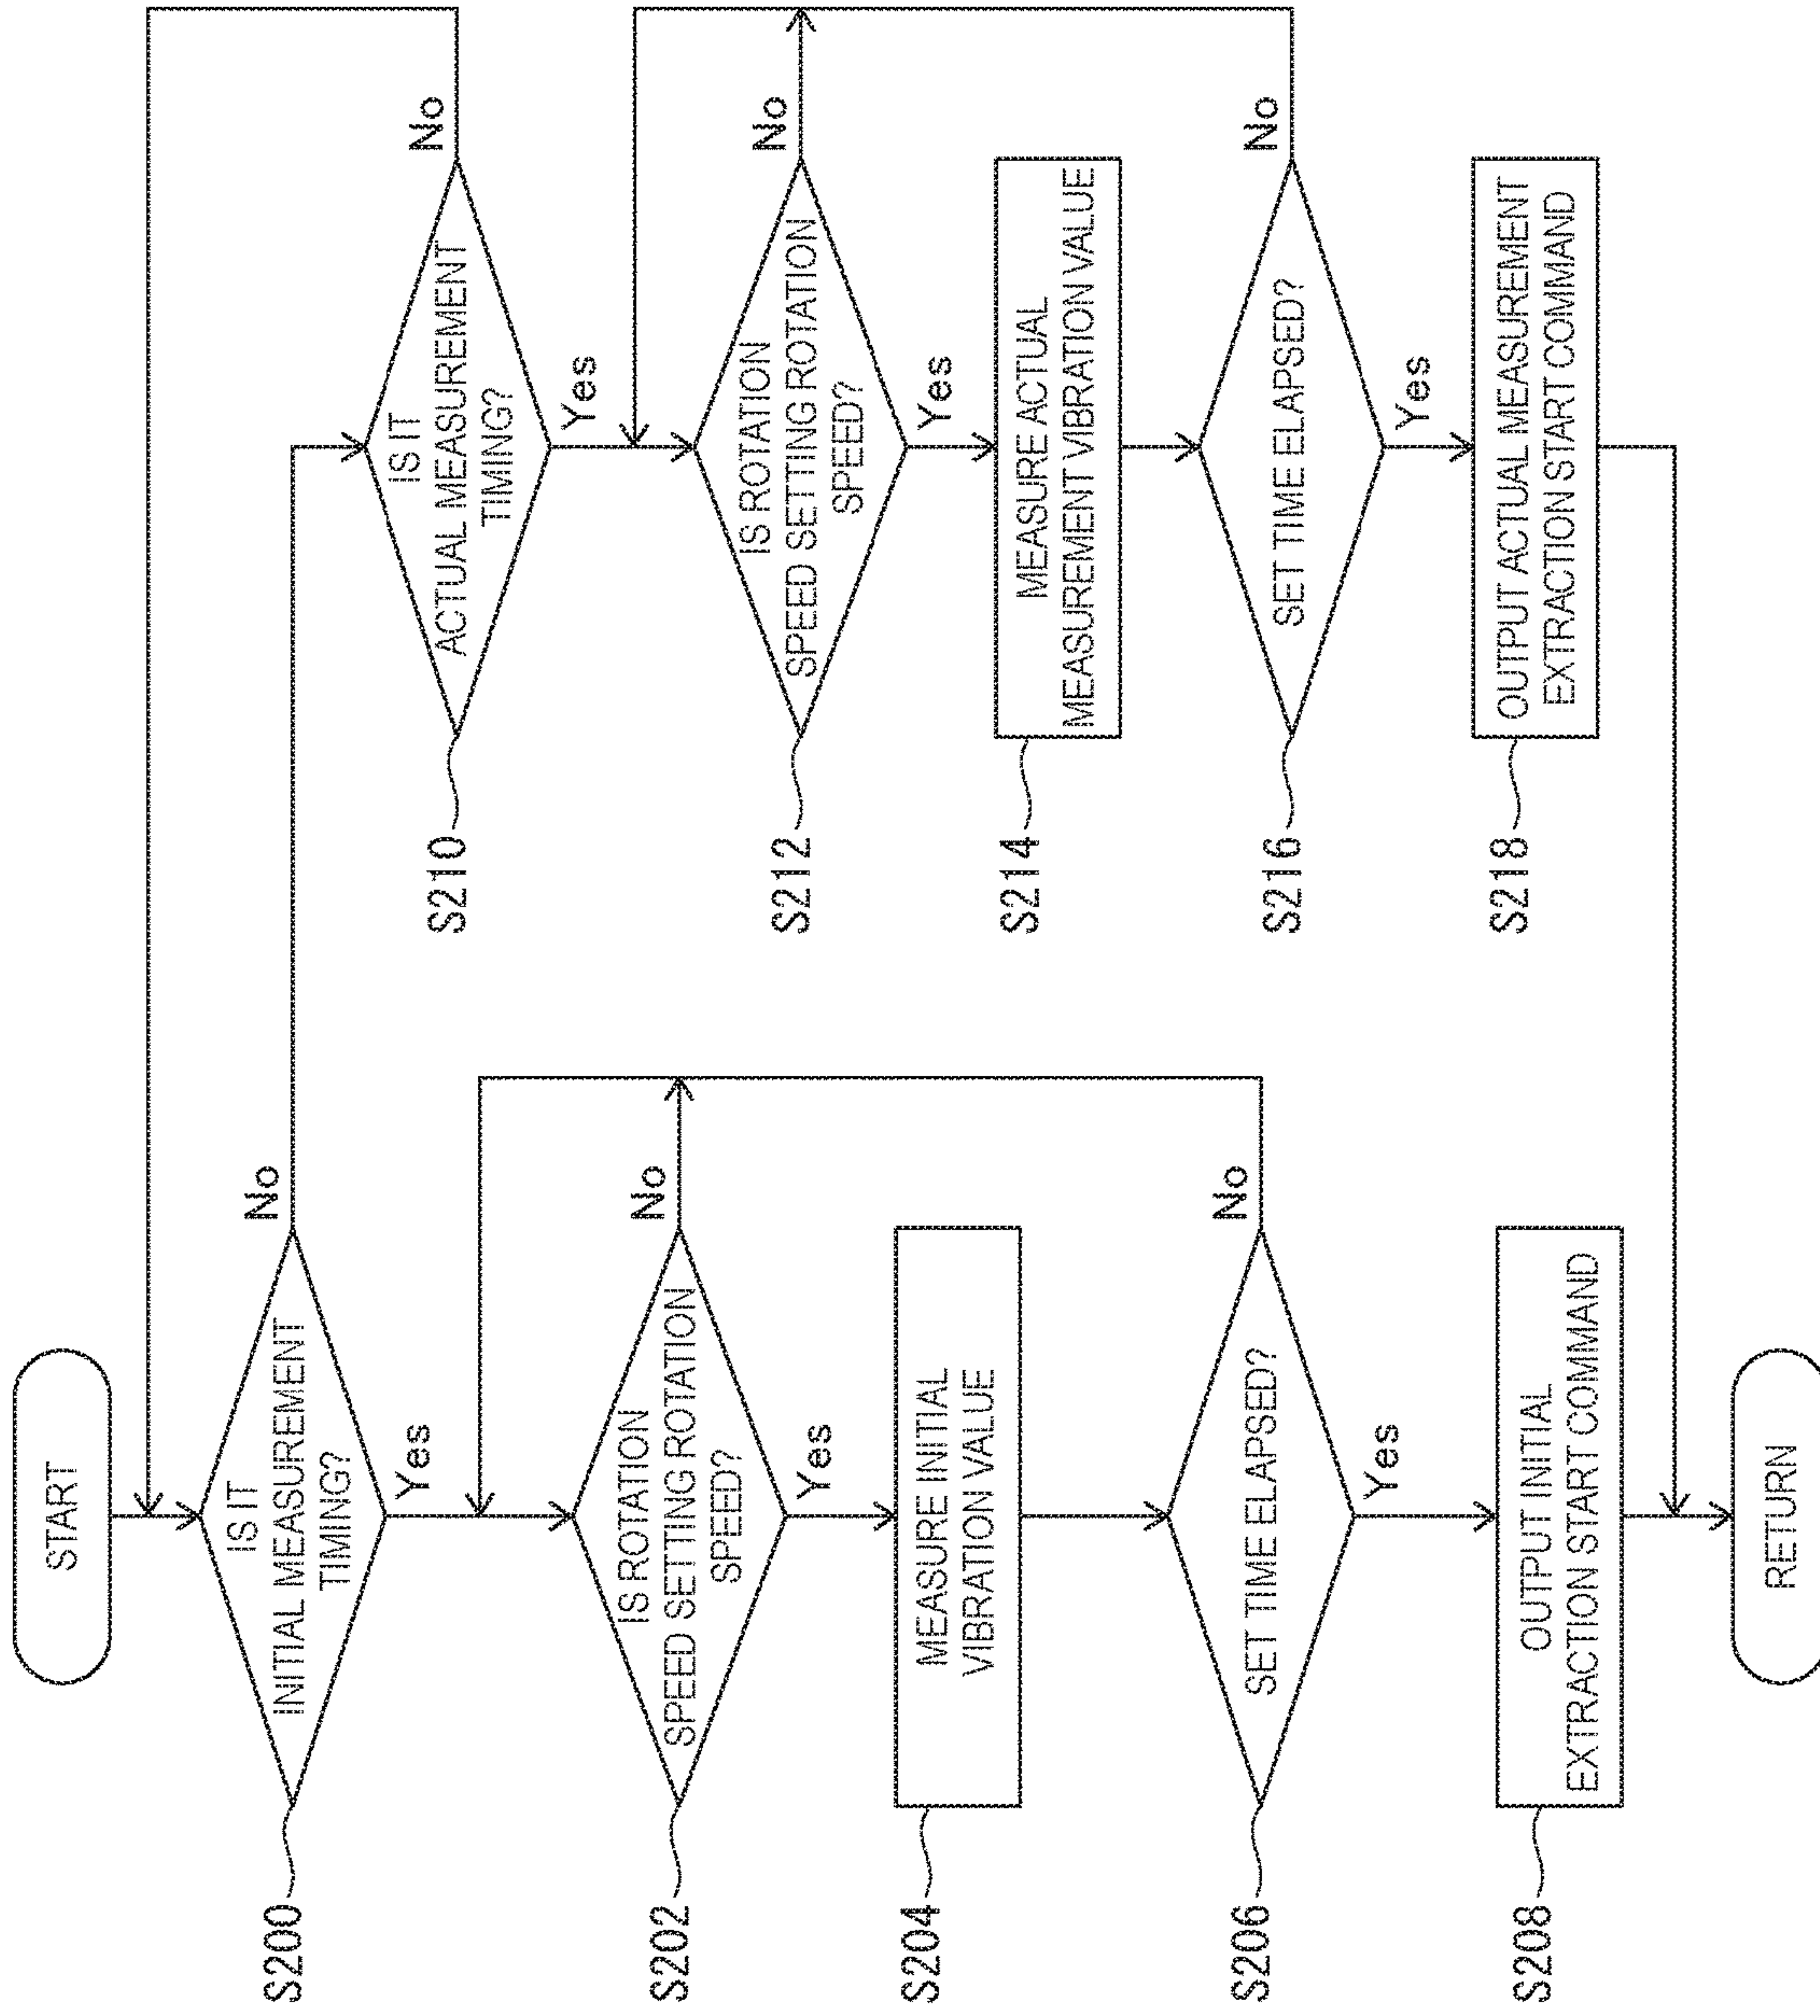 START
S200
IS IT
INITIAL MEASUREMENT
TIMING?
No
Yes
S202
IS ROTATION
SPEED SETTING ROTATION
SPEED?
No
Yes
S204
MEASURE INITIAL
VIBRATION VALUE
S206
SET TIME ELAPSED?
No
Yes
S208
OUTPUT INITIAL
EXTRACTION START COMMAND
RETURN
S210
IS IT
ACTUAL MEASUREMENT
TIMING?
No
Yes
S212
IS ROTATION
SPEED SETTING ROTATION
SPEED?
No
Yes
S214
MEASURE ACTUAL
MEASUREMENT VIBRATION VALUE
S216
SET TIME ELAPSED?
No
Yes
S218
OUTPUT ACTUAL MEASUREMENT
EXTRACTION START COMMAND